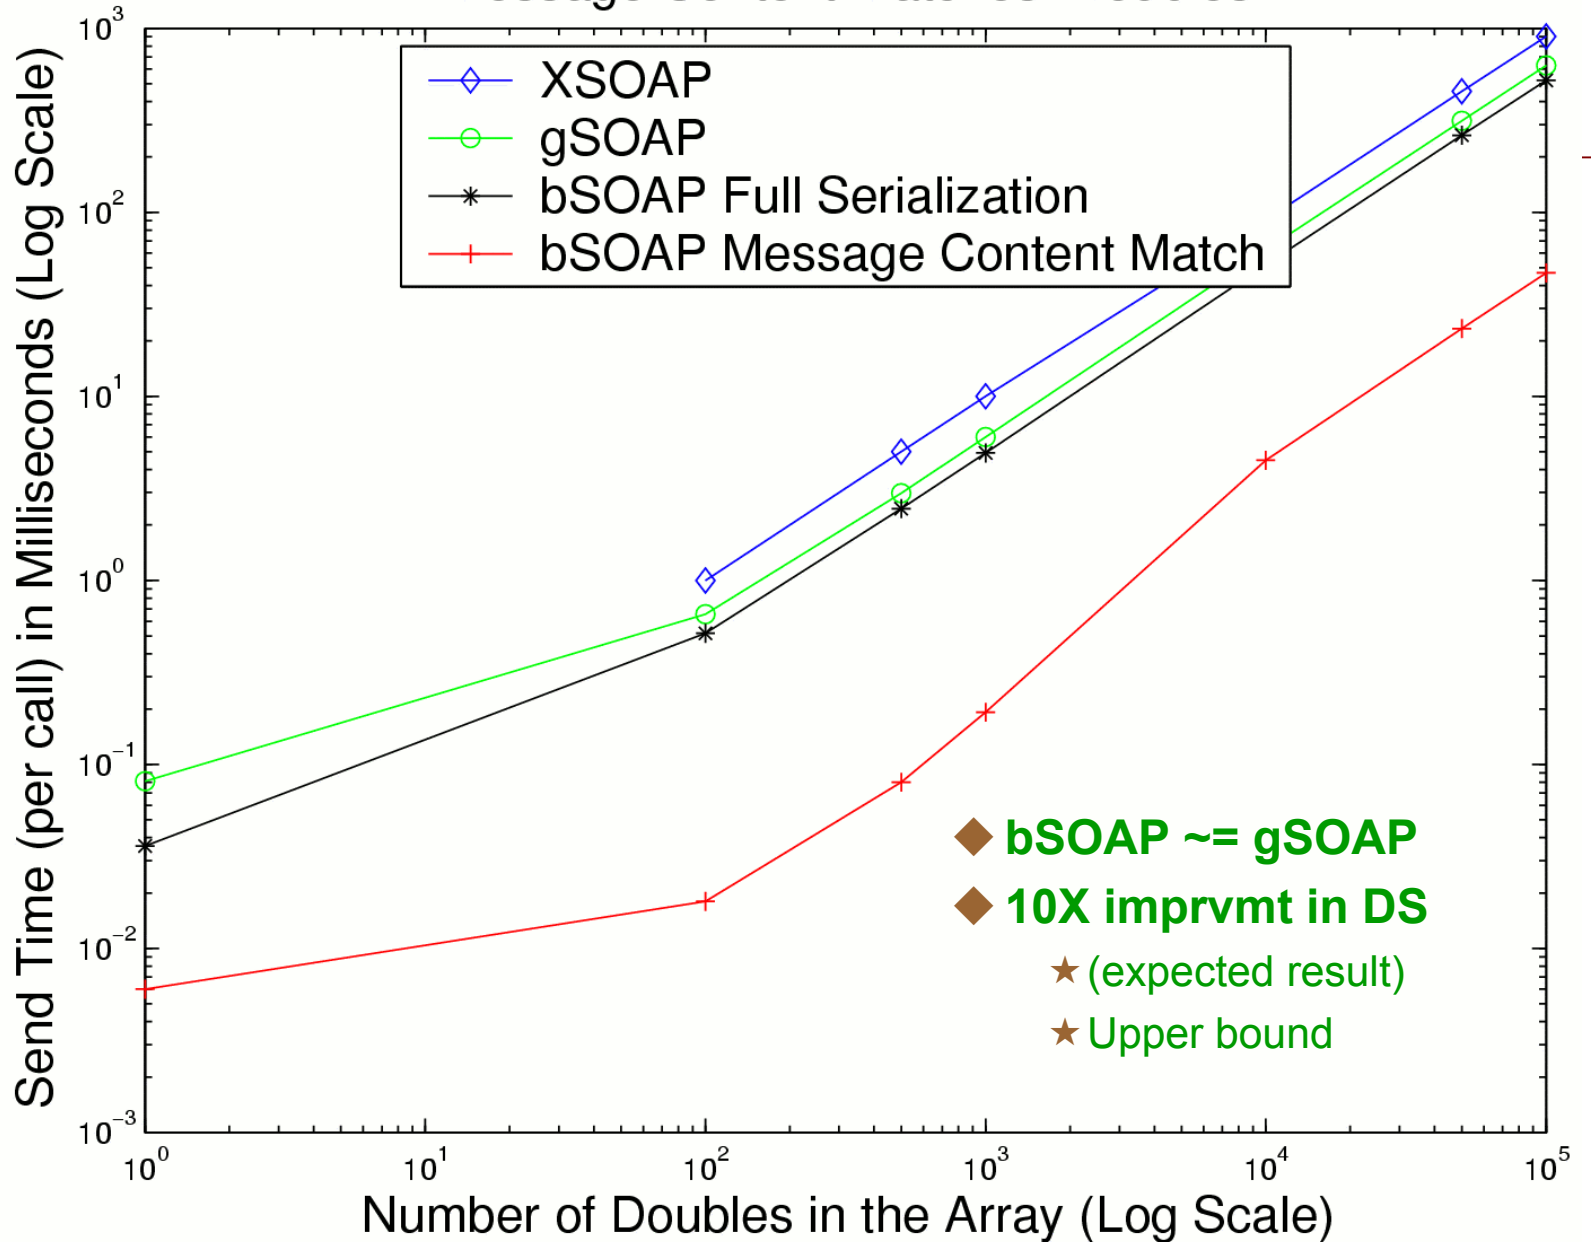 10^3
10^2
10^1
10^0
10^-1
10^-2
10^-3
Send Time (per call) in Milliseconds (Log Scale)
XSOAP
gSOAP
bSOAP Full Serialization
bSOAP Message Content Match
bSOAP ~= gSOAP
10X imprvmt in DS
(expected result)
Upper bound
10^0 10^1 10^2 10^3 10^4 10^5
Number of Doubles in the Array (Log Scale)